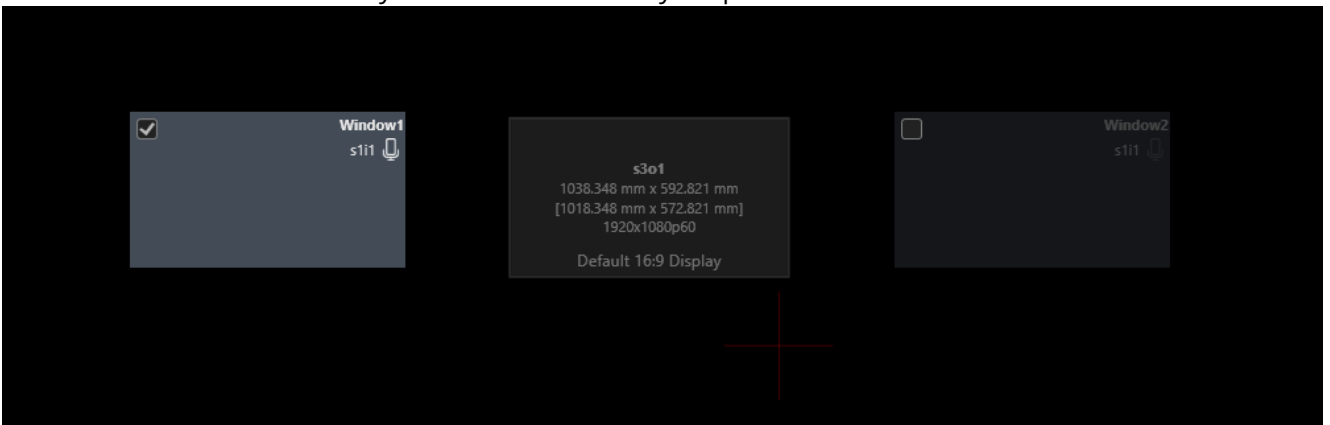 Window1
s1i1
s3o1
1038.348 mm x 592.821 mm
[1018.348 mm x 572.821 mm]
1920x1080p60
Default 16:9 Display
Window2
s1i1